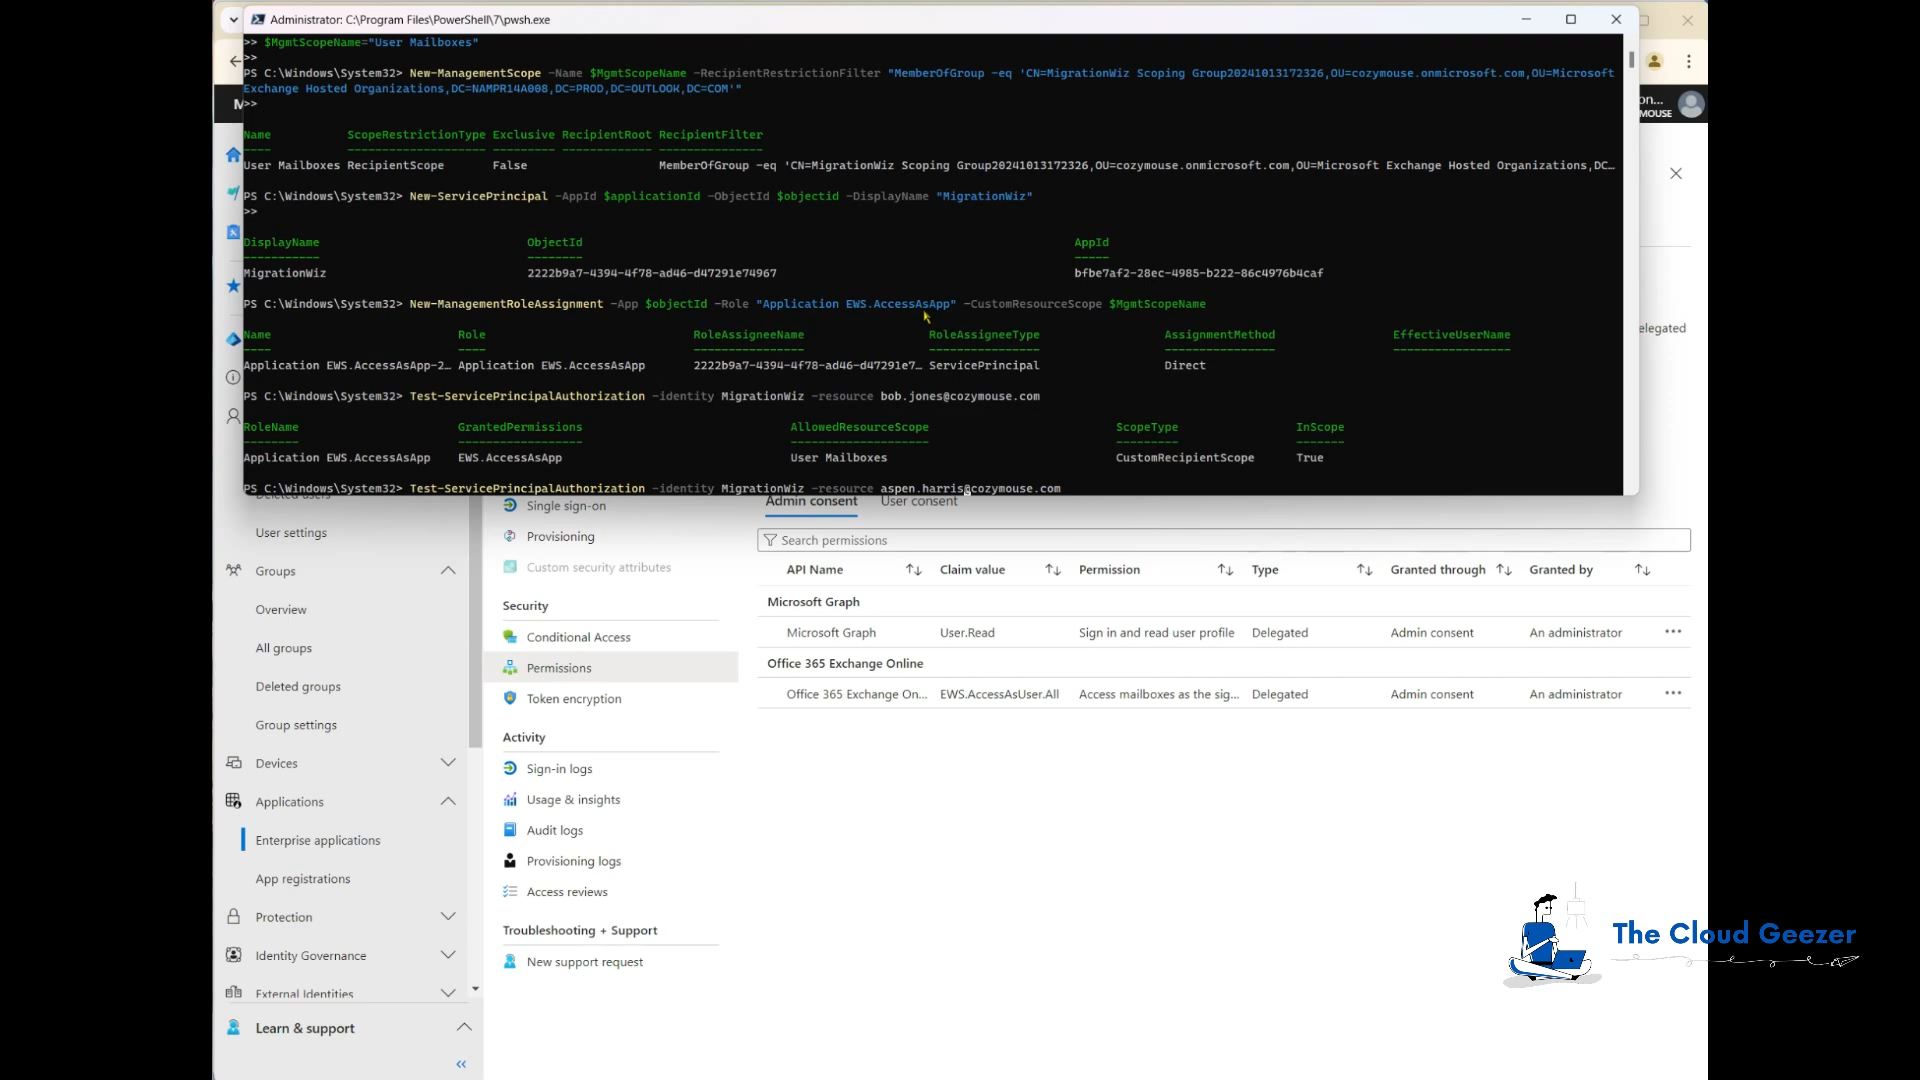 Administrator: C:\Program Files\PowerShell\7\pwsh.exe
>> $MgmtScopeName="User Mailboxes"
>>
PS C:\Windows\System32> New-ManagementScope -Name $MgmtScopeName -RecipientRestrictionFilter "MemberOfGroup -eq 'CN=MigrationWiz Scoping Group20241013172326,OU=cozymouse.onmicrosoft.com,OU=Microsoft
Exchange Hosted Organizations,DC=NAMPR14A008,DC=PROD,DC=OUTLOOK,DC=COM'"
>>
Name ScopeRestrictionType Exclusive RecipientRoot RecipientFilter
---- -------------------- --------- ------------- ---------------
User Mailboxes RecipientScope False MemberOfGroup -eq 'CN=MigrationWiz Scoping Group20241013172326,OU=cozymouse.onmicrosoft.com,OU=Microsoft Exchange Hosted Organizations,DC…
PS C:\Windows\System32> New-ServicePrincipal -AppId $applicationId -ObjectId $objectid -DisplayName "MigrationWiz"
>>
DisplayName ObjectId AppId
----------- -------- -----
MigrationWiz 2222b9a7-4394-4f78-ad46-d47291e74967 bfbe7af2-28ec-4985-b222-86c4976b4caf
PS C:\Windows\System32> New-ManagementRoleAssignment -App $objectId -Role "Application EWS.AccessAsApp" -CustomResourceScope $MgmtScopeName
Name Role RoleAssigneeName RoleAssigneeType AssignmentMethod EffectiveUserName
---- ---- ---------------- ---------------- ---------------- -----------------
Application EWS.AccessAsApp-2… Application EWS.AccessAsApp 2222b9a7-4394-4f78-ad46-d47291e7… ServicePrincipal Direct
PS C:\Windows\System32> Test-ServicePrincipalAuthorization -identity MigrationWiz -resource bob.jones@cozymouse.com
RoleName GrantedPermissions AllowedResourceScope ScopeType InScope
-------- ------------------ -------------------- --------- -------
Application EWS.AccessAsApp EWS.AccessAsApp User Mailboxes CustomRecipientScope True
PS C:\Windows\System32> Test-ServicePrincipalAuthorization -identity MigrationWiz -resource aspen.harris@cozymouse.com
M
on...
MOUSE
elegated
Deleted users
User settings
Groups
Overview
All groups
Deleted groups
Group settings
Devices
Applications
Enterprise applications
App registrations
Protection
Identity Governance
External Identities
Learn & support
Single sign-on
Provisioning
Custom security attributes
Security
Conditional Access
Permissions
Token encryption
Activity
Sign-in logs
Usage & insights
Audit logs
Provisioning logs
Access reviews
Troubleshooting + Support
New support request
Admin consent User consent
Search permissions
API Name Claim value Permission Type Granted through Granted by
Microsoft Graph
Microsoft Graph User.Read Sign in and read user profile Delegated Admin consent An administrator
Office 365 Exchange Online
Office 365 Exchange On... EWS.AccessAsUser.All Access mailboxes as the sig... Delegated Admin consent An administrator
The Cloud Geezer